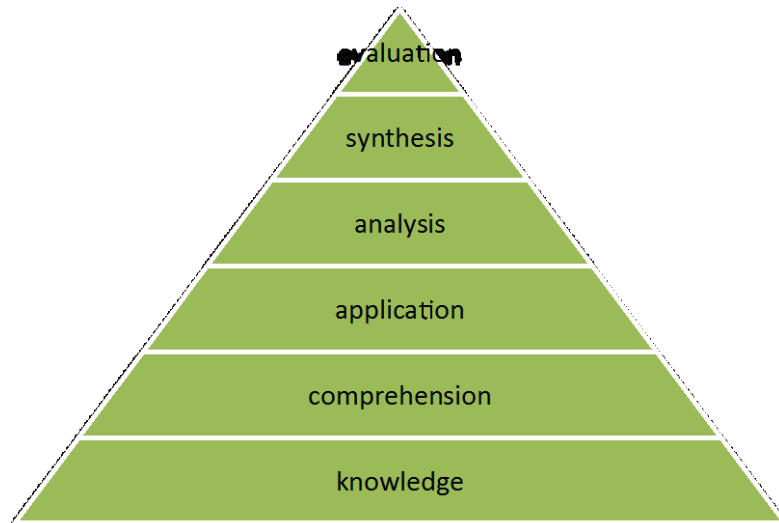 evaluation
synthesis
analysis
application
comprehension
knowledge